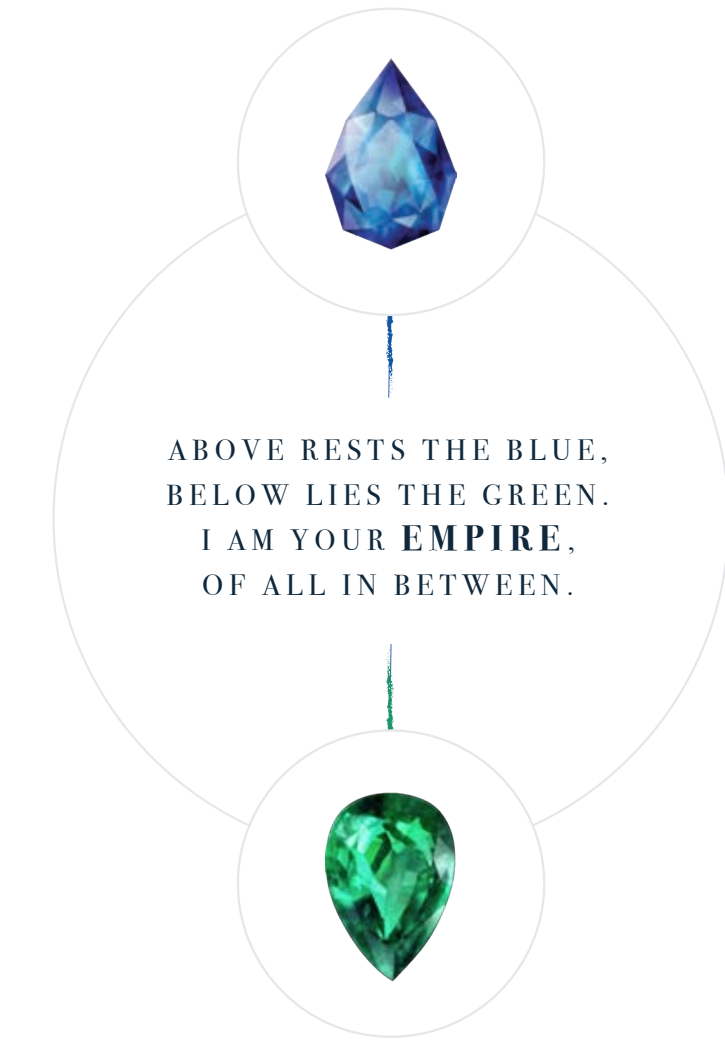 ABOVE RESTS THE BLUE,
BELOW LIES THE GREEN.
I AM YOUR EMPIRE,
OF ALL IN BETWEEN.